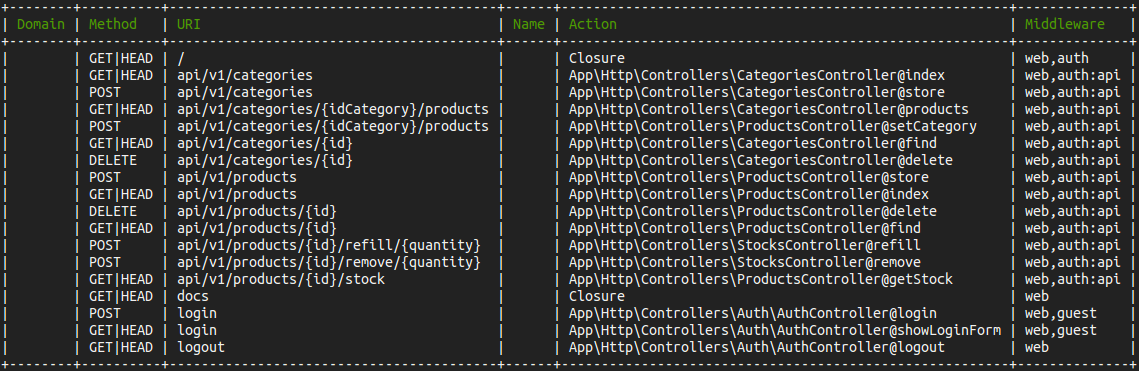 +--------+----------+----------------------------------------+------+-------------------------------------------------------+--------------+
| Domain | Method | URI | Name | Action | Middleware |
+--------+----------+----------------------------------------+------+-------------------------------------------------------+--------------+
| | GET|HEAD | / | | Closure | web,auth |
| | GET|HEAD | api/v1/categories | | App\Http\Controllers\CategoriesController@index | web,auth:api |
| | POST | api/v1/categories | | App\Http\Controllers\CategoriesController@store | web,auth:api |
| | GET|HEAD | api/v1/categories/{idCategory}/products | | App\Http\Controllers\CategoriesController@products | web,auth:api |
| | POST | api/v1/categories/{idCategory}/products | | App\Http\Controllers\ProductsController@setCategory | web,auth:api |
| | GET|HEAD | api/v1/categories/{id} | | App\Http\Controllers\CategoriesController@find | web,auth:api |
| | DELETE | api/v1/categories/{id} | | App\Http\Controllers\CategoriesController@delete | web,auth:api |
| | POST | api/v1/products | | App\Http\Controllers\ProductsController@store | web,auth:api |
| | GET|HEAD | api/v1/products | | App\Http\Controllers\ProductsController@index | web,auth:api |
| | DELETE | api/v1/products/{id} | | App\Http\Controllers\ProductsController@delete | web,auth:api |
| | GET|HEAD | api/v1/products/{id} | | App\Http\Controllers\ProductsController@find | web,auth:api |
| | POST | api/v1/products/{id}/refill/{quantity} | | App\Http\Controllers\StocksController@refill | web,auth:api |
| | POST | api/v1/products/{id}/remove/{quantity} | | App\Http\Controllers\StocksController@remove | web,auth:api |
| | GET|HEAD | api/v1/products/{id}/stock | | App\Http\Controllers\ProductsController@getStock | web,auth:api |
| | GET|HEAD | docs | | Closure | web |
| | POST | login | | App\Http\Controllers\Auth\AuthController@login | web,guest |
| | GET|HEAD | login | | App\Http\Controllers\Auth\AuthController@showLoginForm | web,guest |
| | GET|HEAD | logout | | App\Http\Controllers\Auth\AuthController@logout | web |
+--------+----------+----------------------------------------+------+-------------------------------------------------------+--------------+